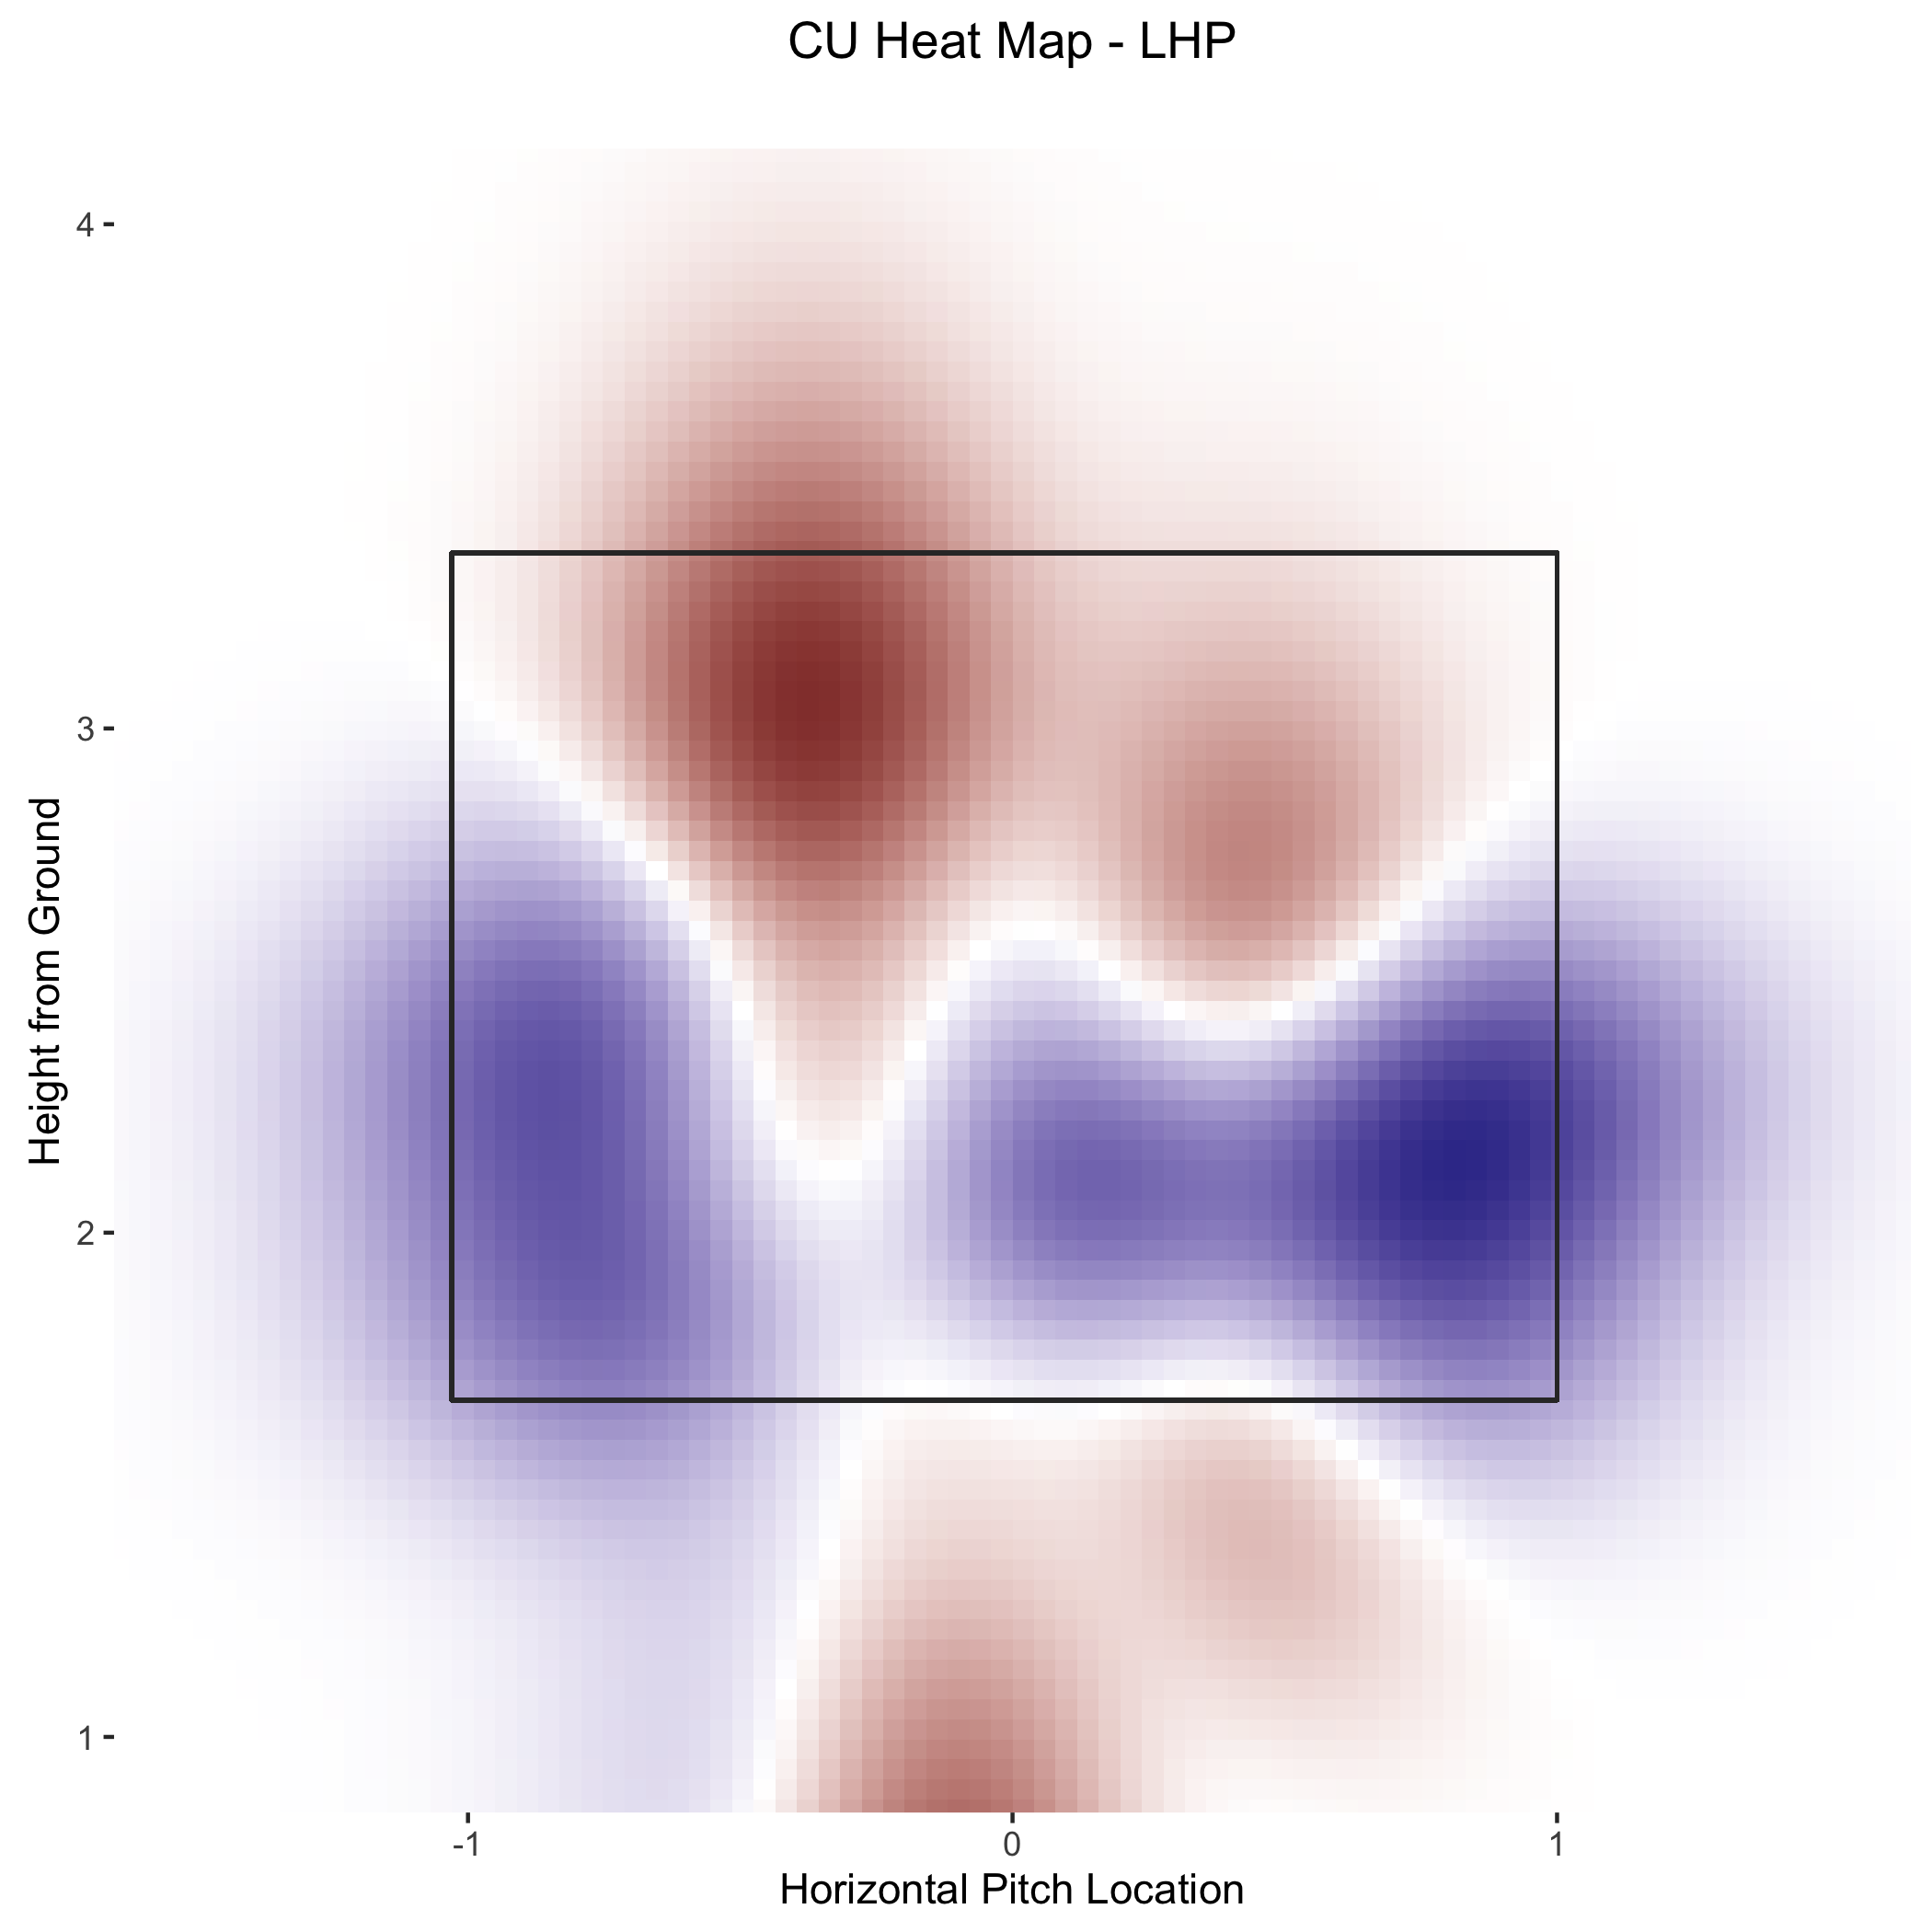 CU Heat Map - LHP
4
3
2
1
Height from Ground
-1 0 1
Horizontal Pitch Location